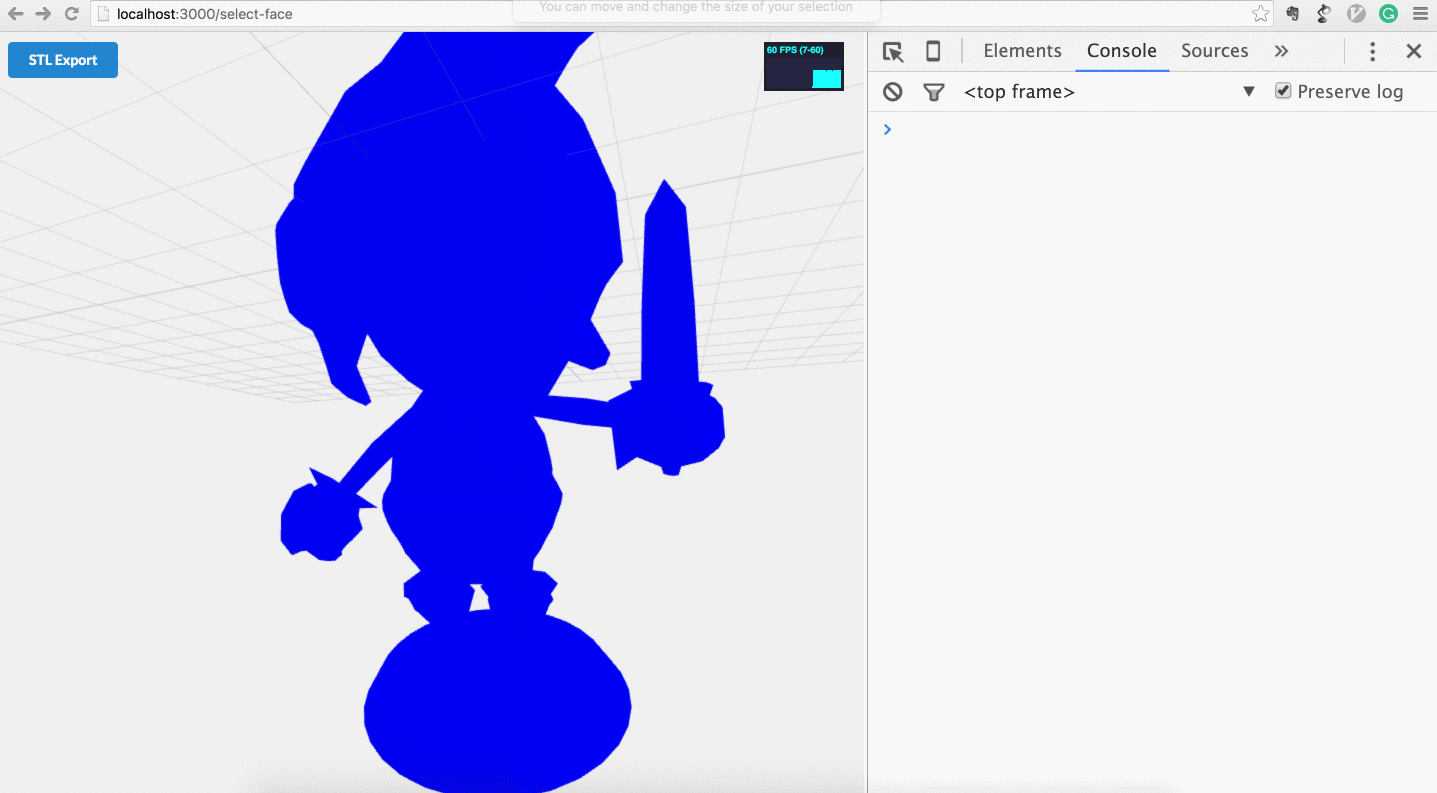 localhost:3000/select-face
You can move and change the size of your selection
STL Export
60 FPS (7-60)
Elements Console Sources »
<top frame> ▼ Preserve log